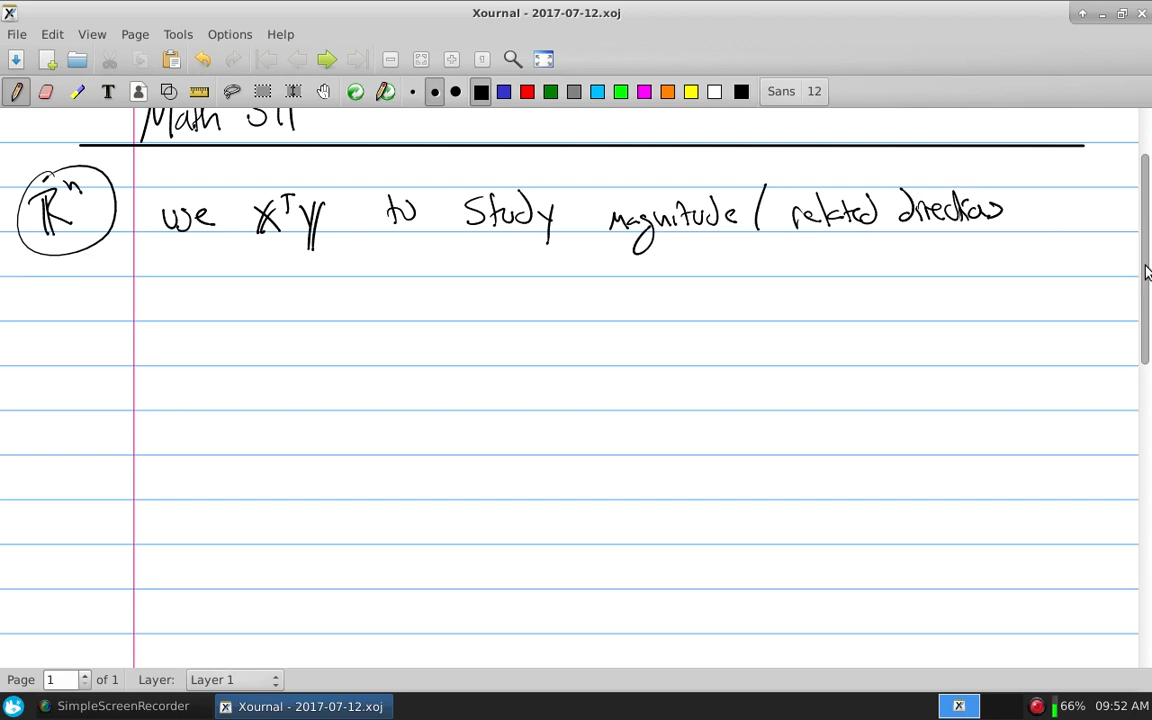 Xournal - 2017-07-12.xoj
File Edit View Page Tools Options Help
Sans 12
Math 511
ℝⁿ we 𝕏ᵀ𝕐 to study magnitude / related directions
Page 1 of 1 Layer: Layer 1
SimpleScreenRecorder Xournal - 2017-07-12.xoj 66% 09:52 AM